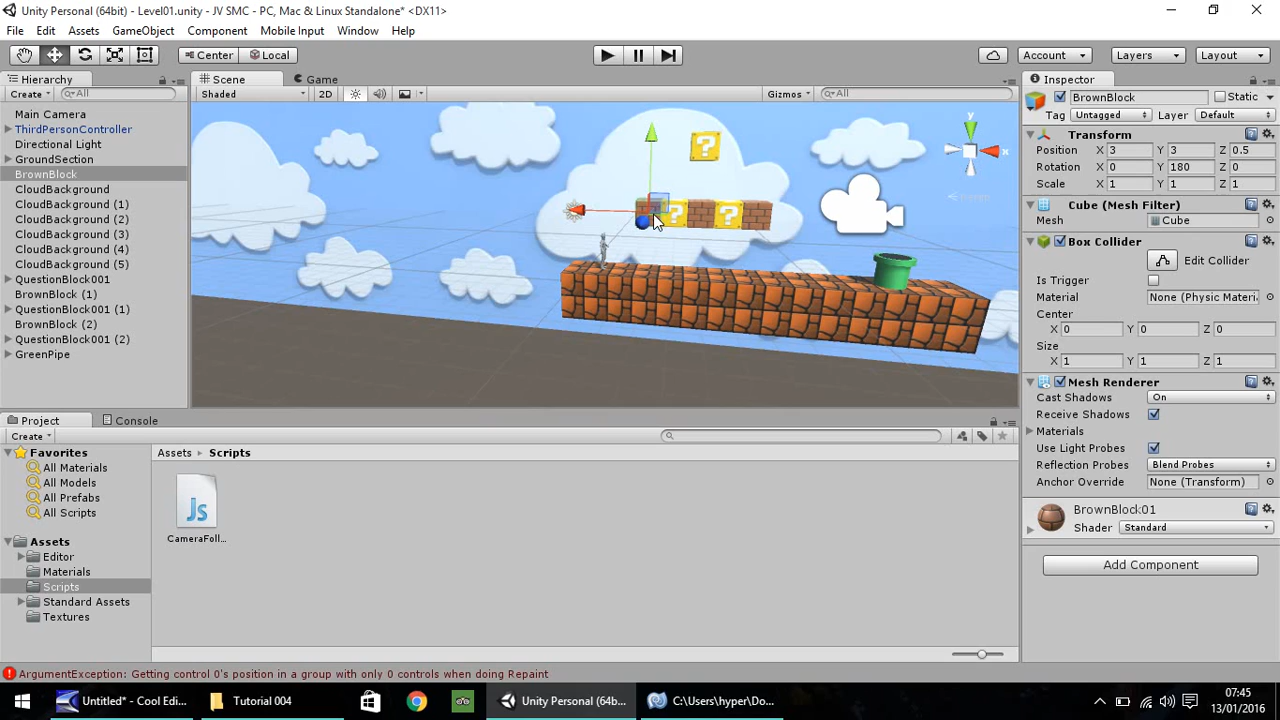 Unity Personal (64bit) - Level01.unity - JV SMC - PC, Mac & Linux Standalone* <DX11>
File Edit Assets GameObject Component Mobile Input Window Help
Center Local Account Layers Layout
Hierarchy
Create All
Main Camera
ThirdPersonController
Directional Light
GroundSection
BrownBlock
CloudBackground
CloudBackground (1)
CloudBackground (2)
CloudBackground (3)
CloudBackground (4)
CloudBackground (5)
QuestionBlock001
BrownBlock (1)
QuestionBlock001 (1)
BrownBlock (2)
QuestionBlock001 (2)
GreenPipe
Scene Game
Shaded 2D Gizmos All
y
x
?
? ?
Inspector
BrownBlock Static
Tag Untagged Layer Default
Transform
Position X 3 Y 3 Z 0.5
Rotation X 0 Y 180 Z 0
Scale X 1 Y 1 Z 1
Cube (Mesh Filter)
Mesh Cube
Box Collider
Edit Collider
Is Trigger
Material None (Physic Materi
Center
X 0 Y 0 Z 0
Size
X 1 Y 1 Z 1
Mesh Renderer
Cast Shadows On
Receive Shadows
Materials
Use Light Probes
Reflection Probes Blend Probes
Anchor Override None (Transform)
BrownBlock01
Shader Standard
Add Component
Project Console
Create
Favorites
All Materials
All Models
All Prefabs
All Scripts
Assets
Editor
Materials
Scripts
Standard Assets
Textures
Assets Scripts
Js
CameraFoll...
ArgumentException: Getting control 0's position in a group with only 0 controls when doing Repaint
Untitled* - Cool Edi...
Tutorial 004
Unity Personal (64b...
C:\Users\hyper\Do...
07:45
13/01/2016